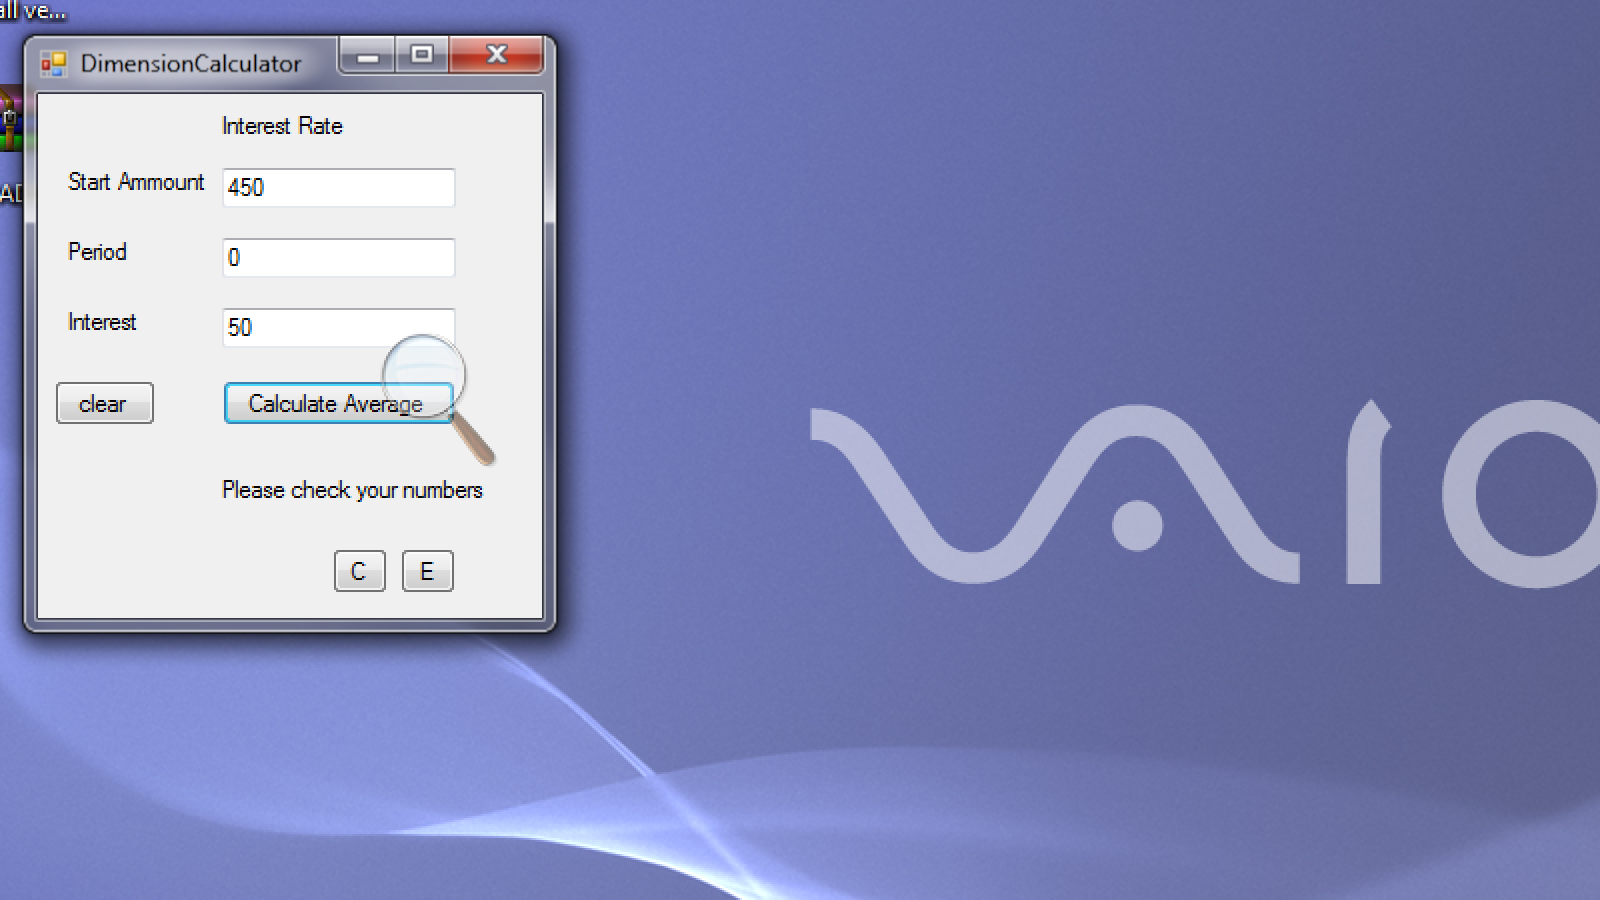 all ve...
DimensionCalculator
Interest Rate
Start Ammount 450
Period 0
Interest 50
clear Calculate Average
Please check your numbers
C E
AD
VAIO